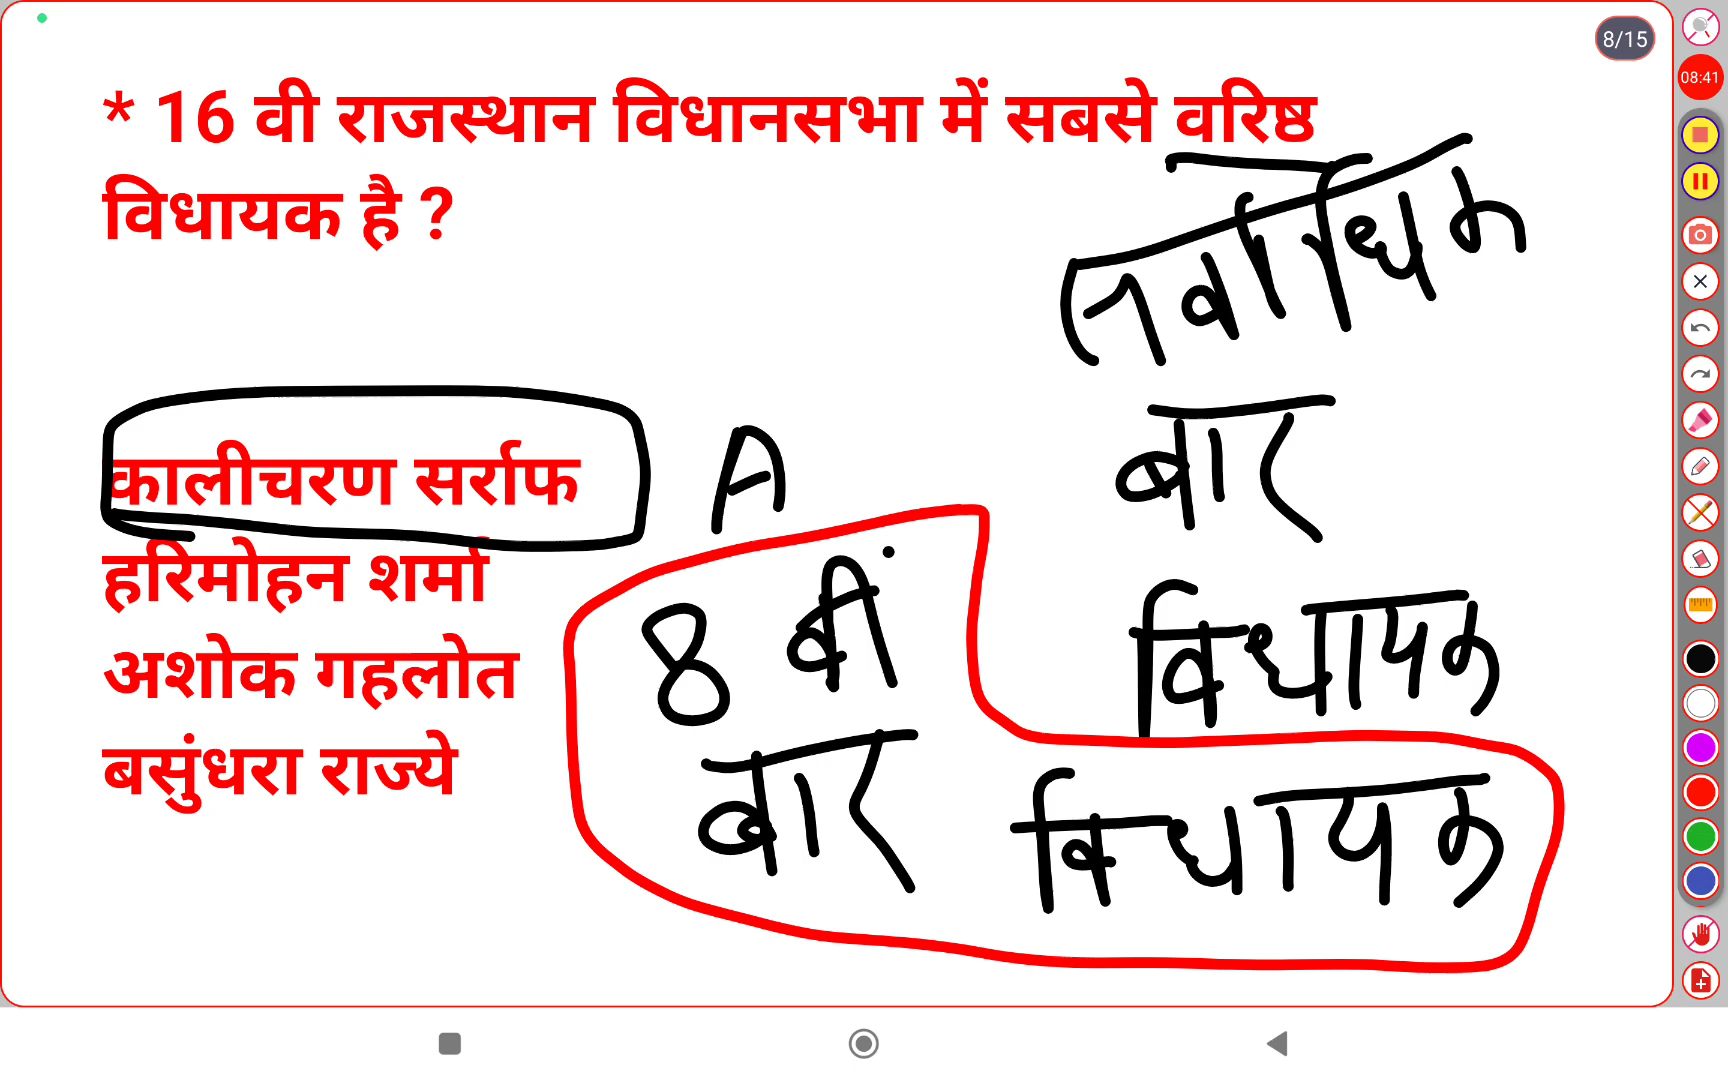 8/15
08:41
* 16 वी राजस्थान विधानसभा में सबसे वरिष्ठ
विधायक है ?
सर्वाधिक
बार
विधायक
कालीचरण सर्राफ
A
हरिमोहन शर्मा
अशोक गहलोत
बसुंधरा राज्ये
8 वीं
बार विधायक